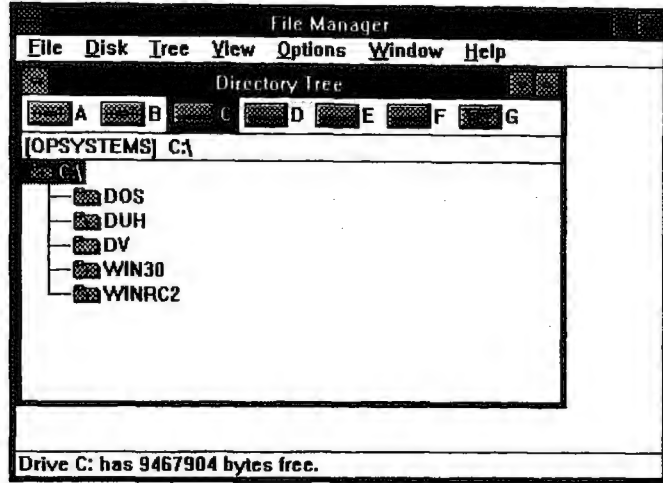 File Manager
File Disk Tree View Options Window Help
Directory Tree
A B C D E F G
[OPSYSTEMS] C:\
C:\
DOS
DUH
DV
WIN30
WINRC2
Drive C: has 9467904 bytes free.